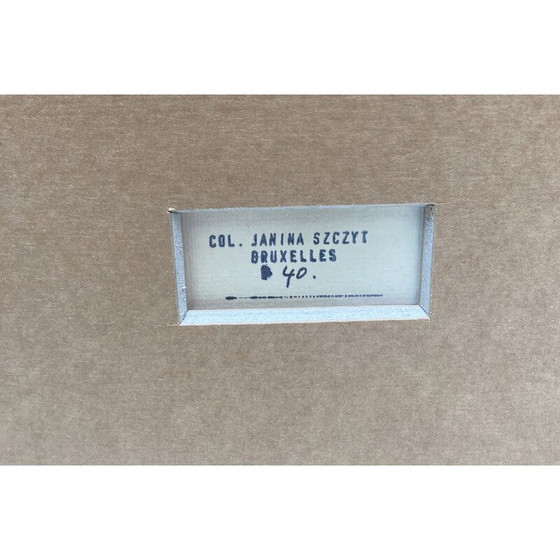 COL. JANINA SZCZYT
BRUXELLES
40.